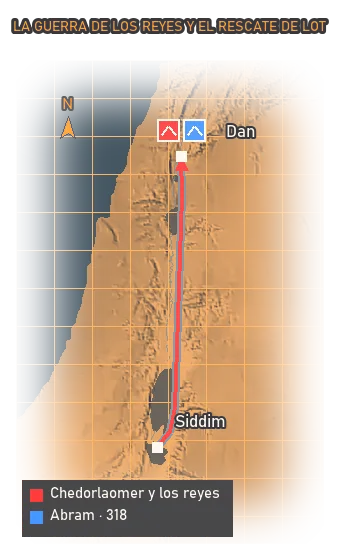 LA GUERRA DE LOS REYES Y EL RESCATE DE LOT
N
Dan
Siddim
Chedorlaomer y los reyes
Abram · 318